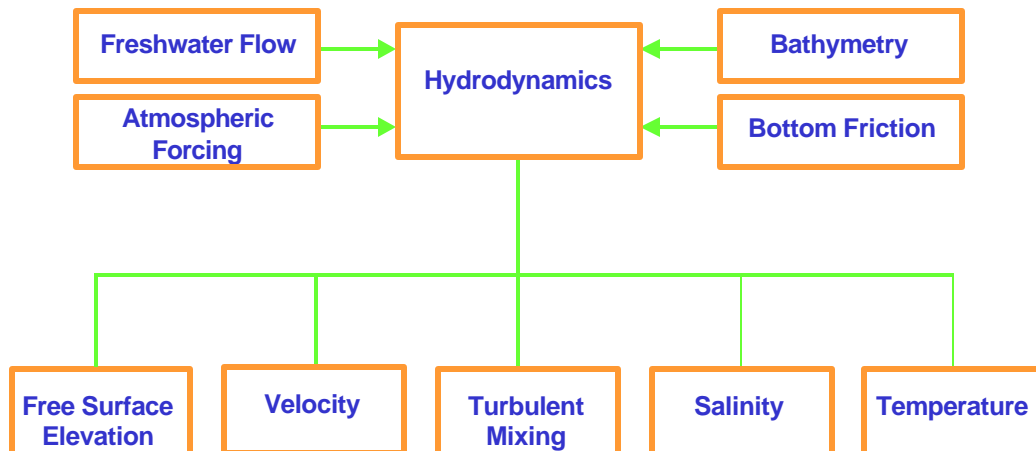 Freshwater Flow
Atmospheric
Forcing
Hydrodynamics
Bathymetry
Bottom Friction
Free Surface
Elevation
Velocity
Turbulent
Mixing
Salinity
Temperature